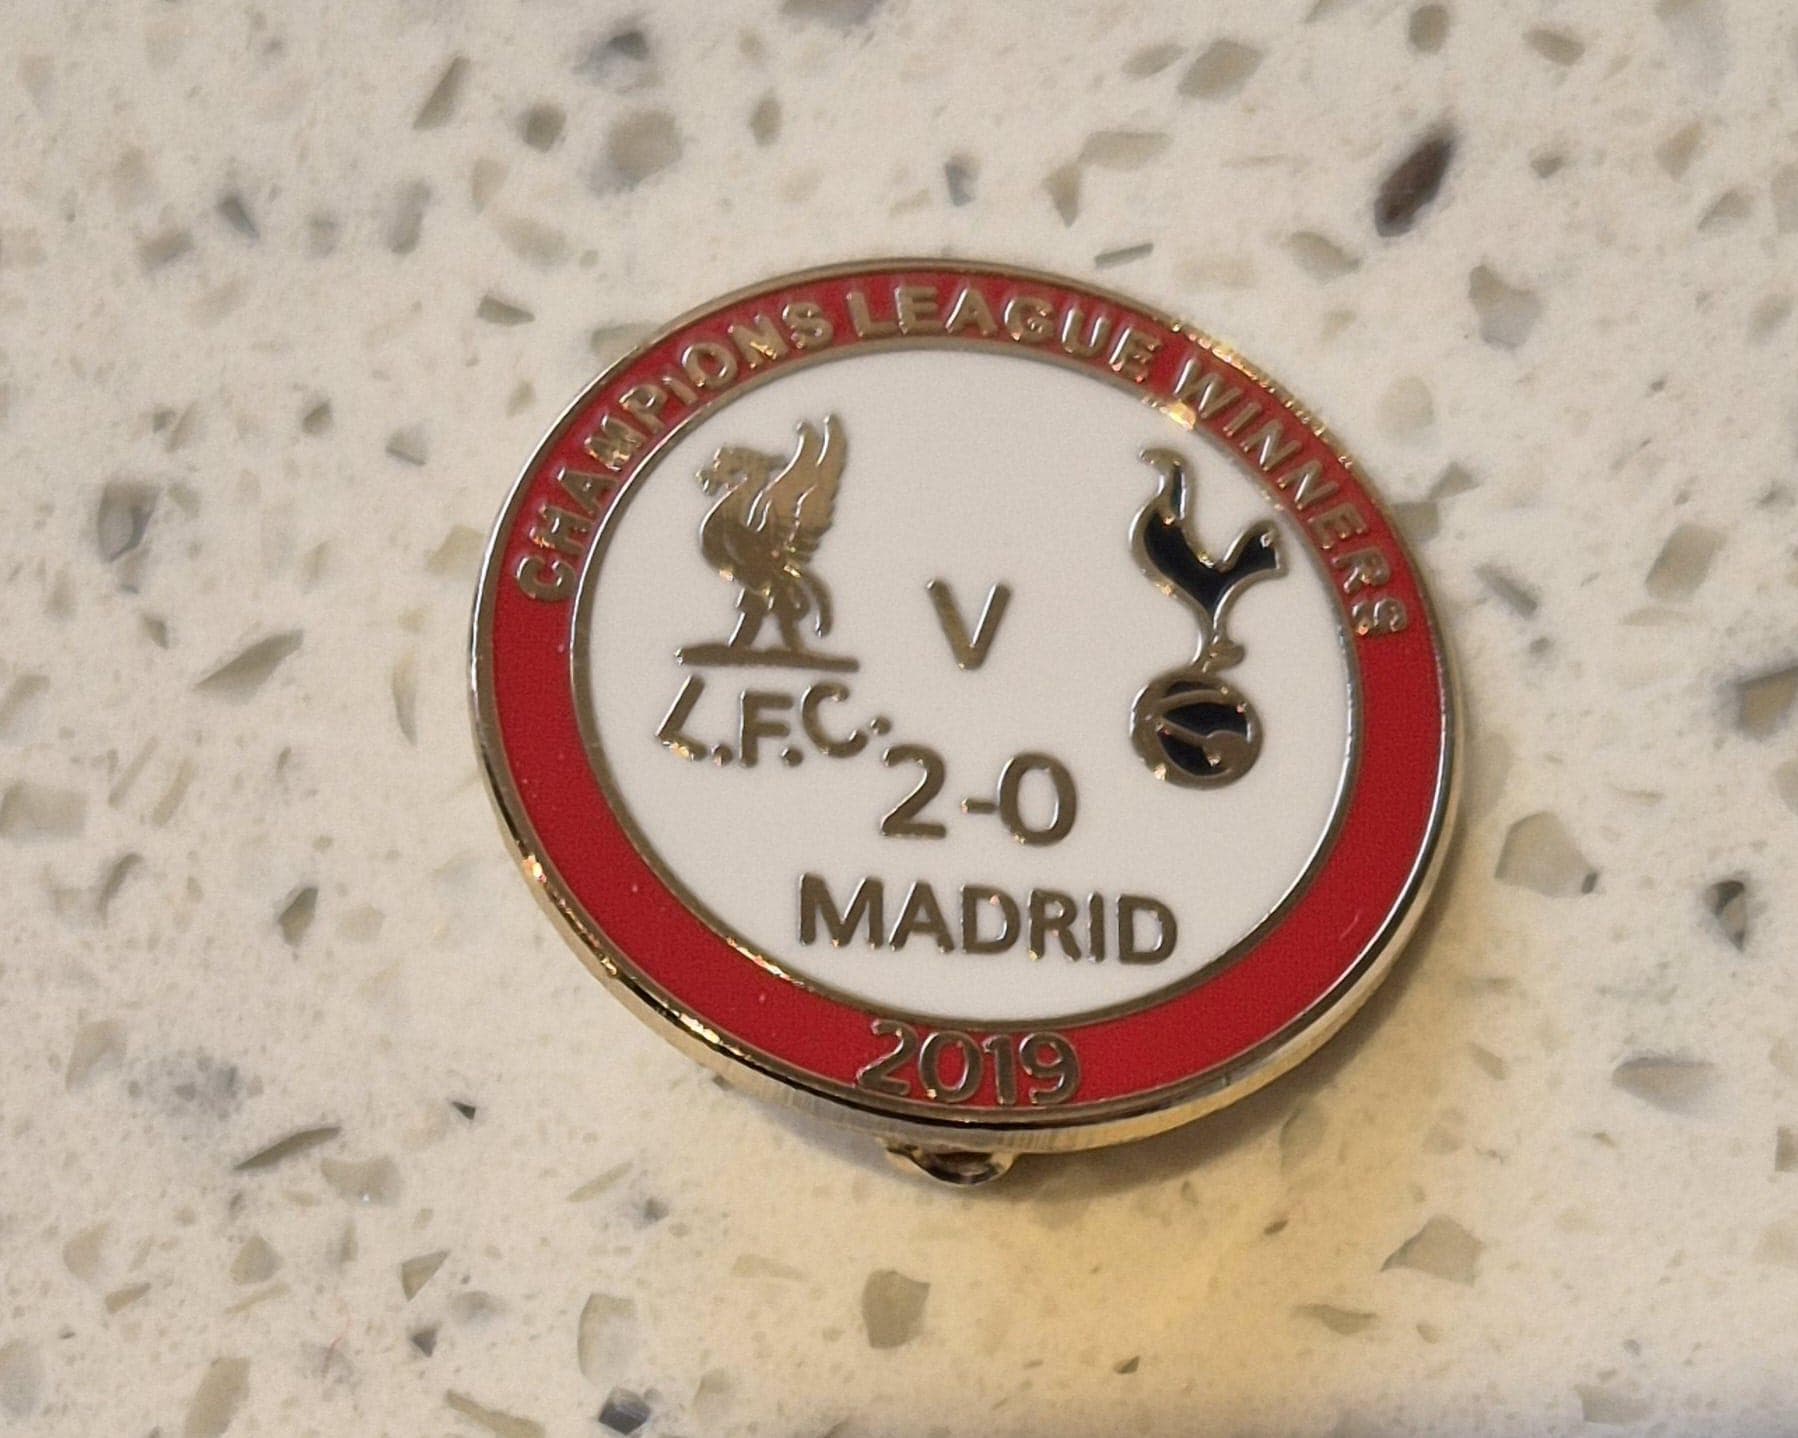 CHAMPIONS LEAGUE WINNERS
V
L.F.C.
2-0
MADRID
2019